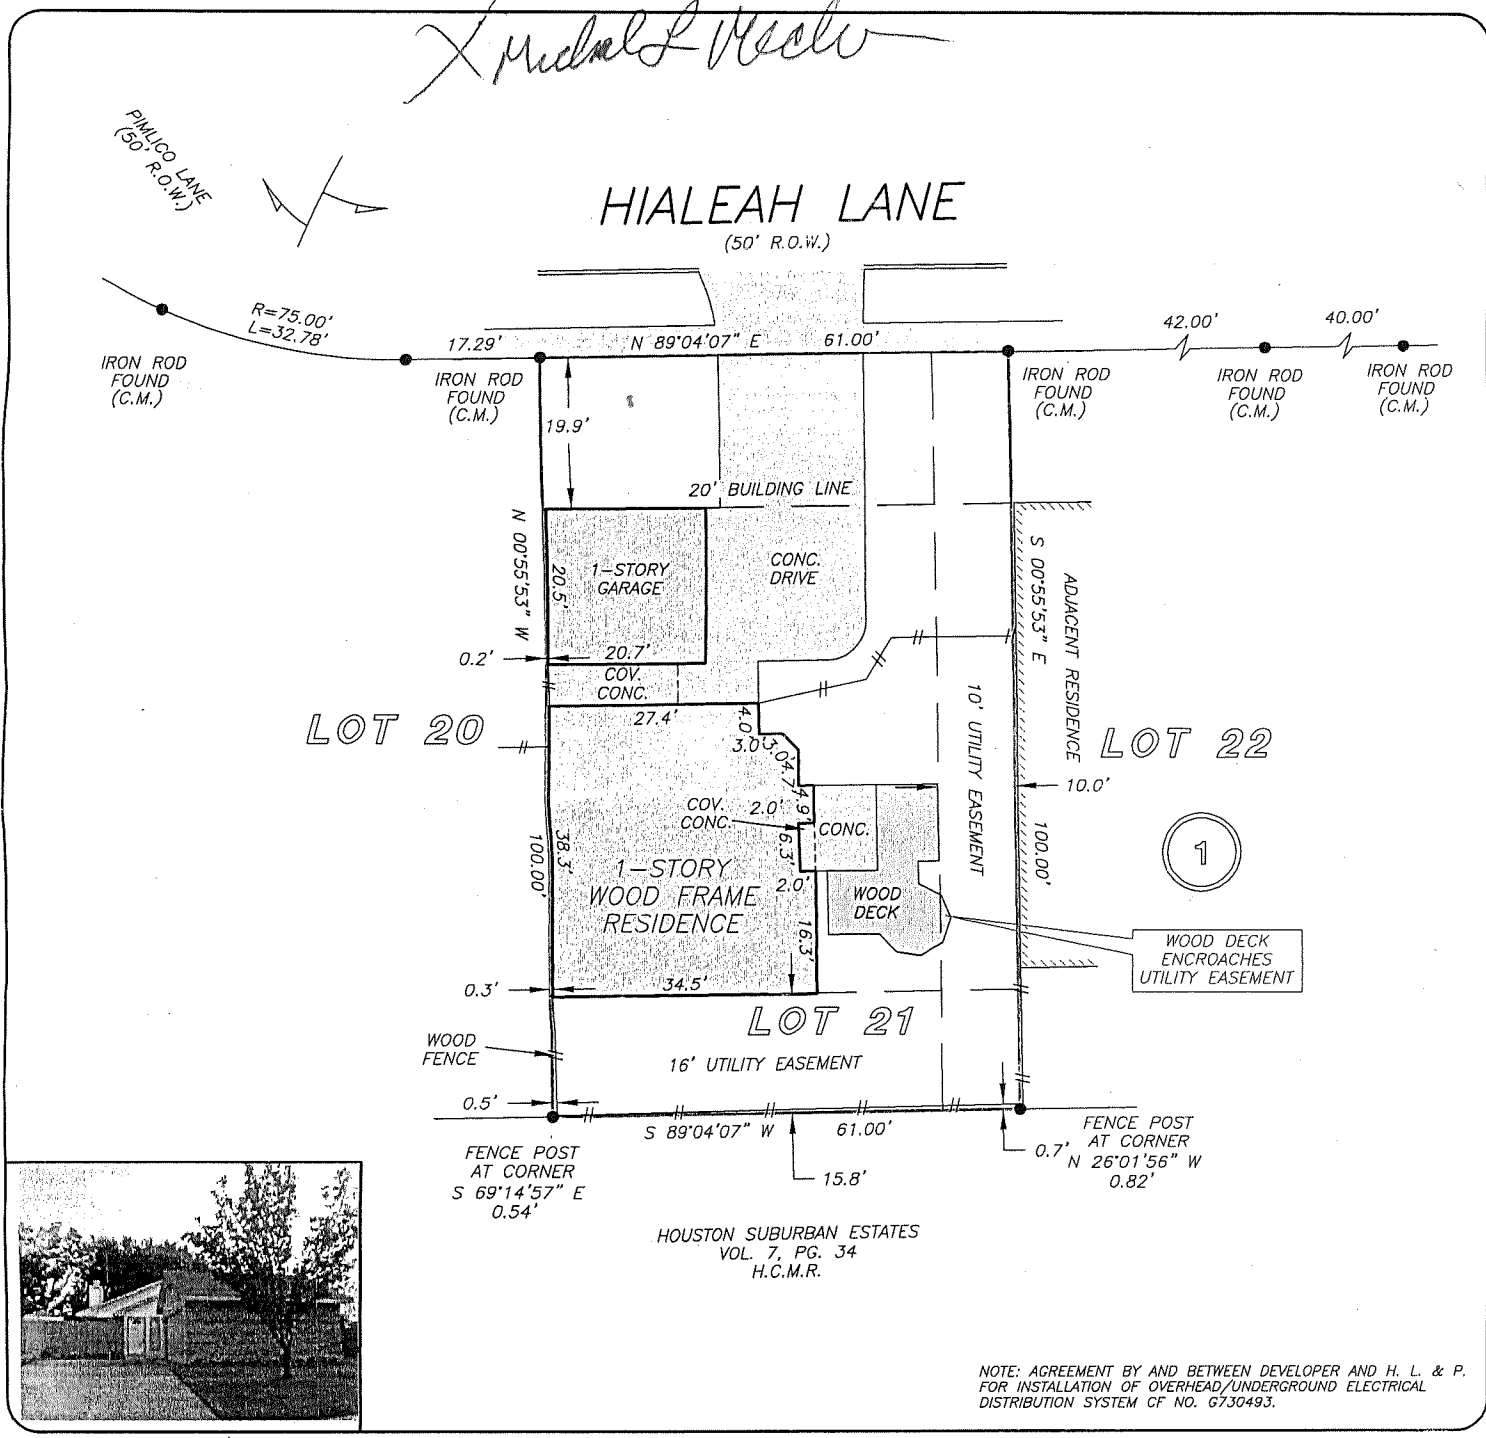 PIMLICO LANE
(50' R.O.W.)
HIALEAH LANE
(50' R.O.W.)
R=75.00'
L=32.78'
17.29'
N 89°04'07" E
61.00'
42.00'
40.00'
IRON ROD
FOUND
(C.M.)
IRON ROD
FOUND
(C.M.)
IRON ROD
FOUND
(C.M.)
IRON ROD
FOUND
(C.M.)
IRON ROD
FOUND
(C.M.)
19.9'
20' BUILDING LINE
N 00°55'53" W
20.5'
1-STORY
GARAGE
CONC.
DRIVE
S 00°55'53" E
ADJACENT RESIDENCE
0.2'
20.7'
COV.
CONC.
27.4'
4.0'
3.0'
3.0'
4.7'
LOT 20
10' UTILITY EASEMENT
LOT 22
10.0'
4.9'
2.0'
COV.
CONC.
CONC.
6.3'
2.0'
38.3'
100.00'
100.00'
1
1-STORY
WOOD FRAME
RESIDENCE
WOOD
DECK
16.3'
WOOD DECK
ENCROACHES
UTILITY EASEMENT
0.3'
34.5'
LOT 21
WOOD
FENCE
16' UTILITY EASEMENT
0.5'
S 89°04'07" W
61.00'
FENCE POST
AT CORNER
S 69°14'57" E
0.54'
15.8'
0.7'
FENCE POST
AT CORNER
N 26°01'56" W
0.82'
HOUSTON SUBURBAN ESTATES
VOL. 7, PG. 34
H.C.M.R.
NOTE: AGREEMENT BY AND BETWEEN DEVELOPER AND H. L. & P.
FOR INSTALLATION OF OVERHEAD/UNDERGROUND ELECTRICAL
DISTRIBUTION SYSTEM CF NO. G730493.